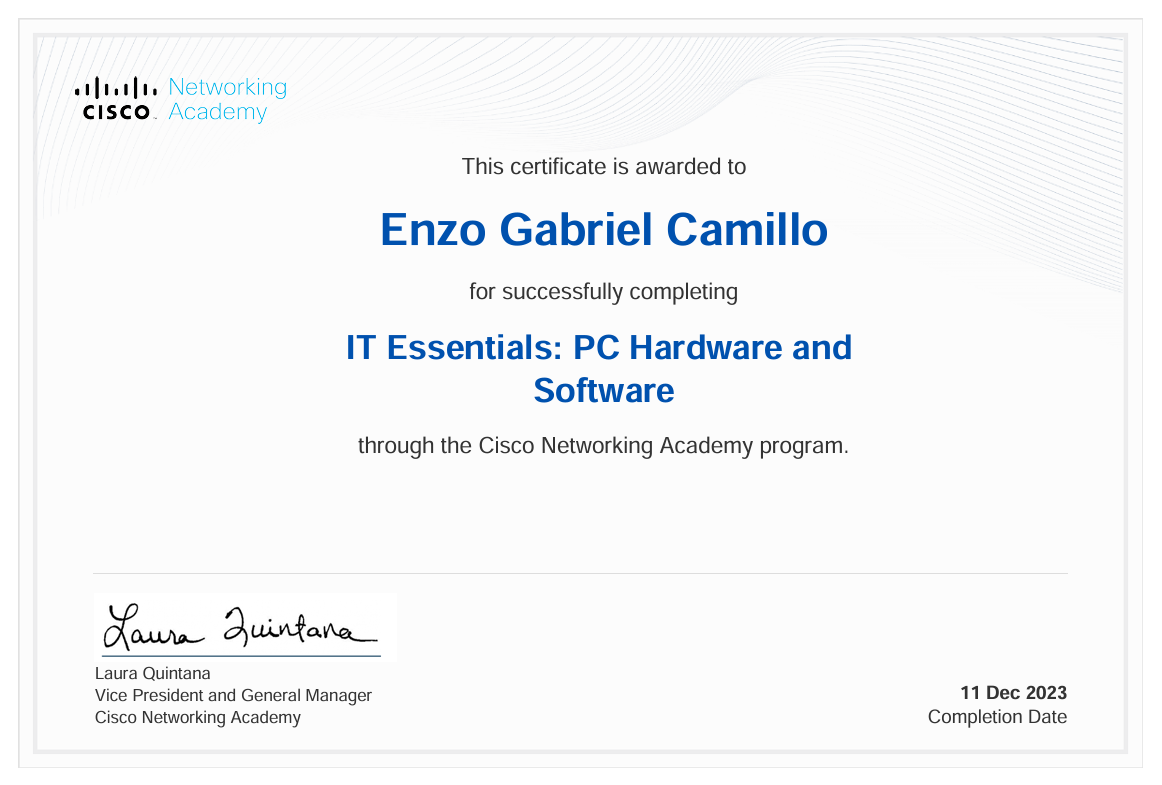 CISCO
Networking
Academy
This certificate is awarded to
Enzo Gabriel Camillo
for successfully completing
IT Essentials: PC Hardware and
Software
through the Cisco Networking Academy program.
Laura Quintana
Laura Quintana
Vice President and General Manager
Cisco Networking Academy
11 Dec 2023
Completion Date